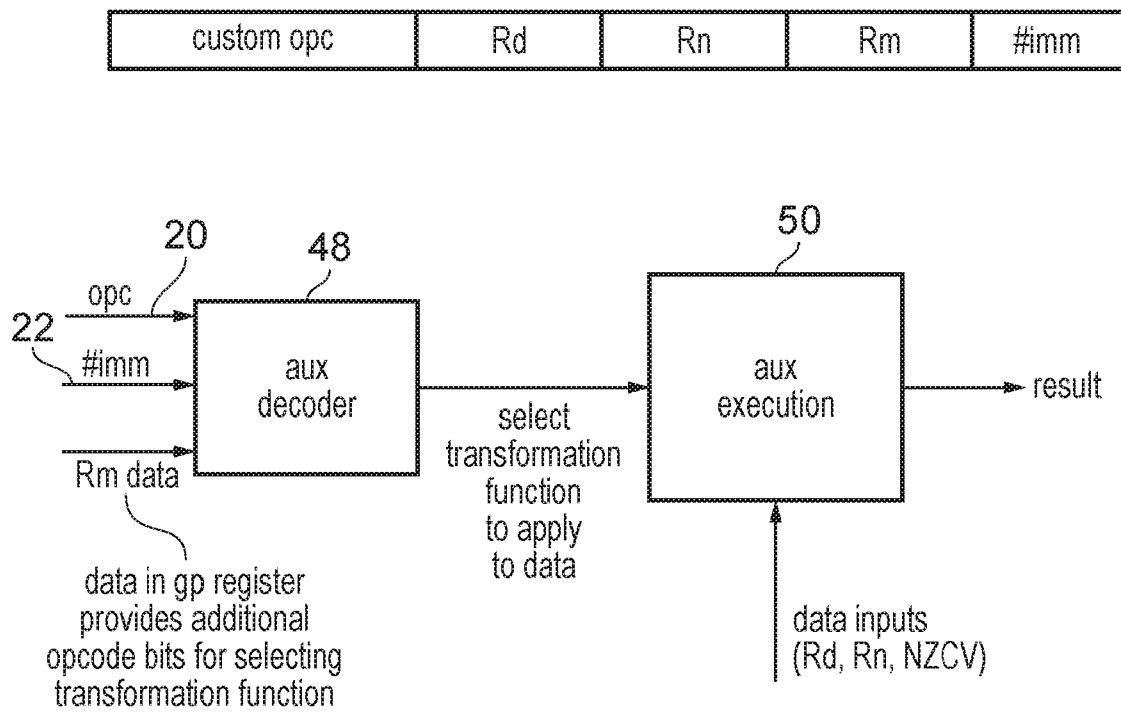 custom opc Rd Rn Rm #imm
20
48
50
opc
22
#imm
Rm data
aux
decoder
select
transformation
function
to apply
to data
aux
execution
result
data in gp register
provides additional
opcode bits for selecting
transformation function
data inputs
(Rd, Rn, NZCV)